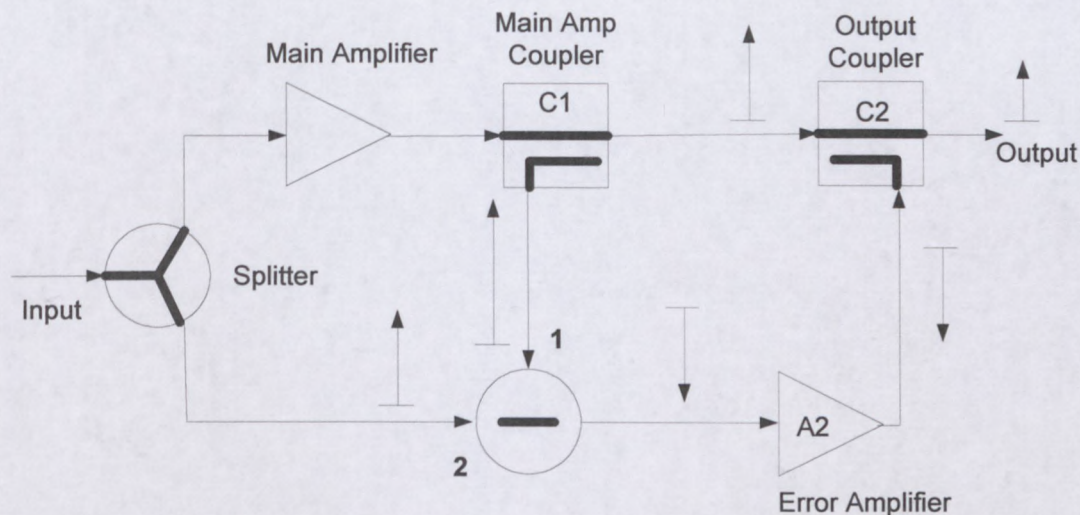 Main Amplifier
Main Amp
Coupler
Output
Coupler
C1
C2
Output
Splitter
Input
1
2
A2
Error Amplifier